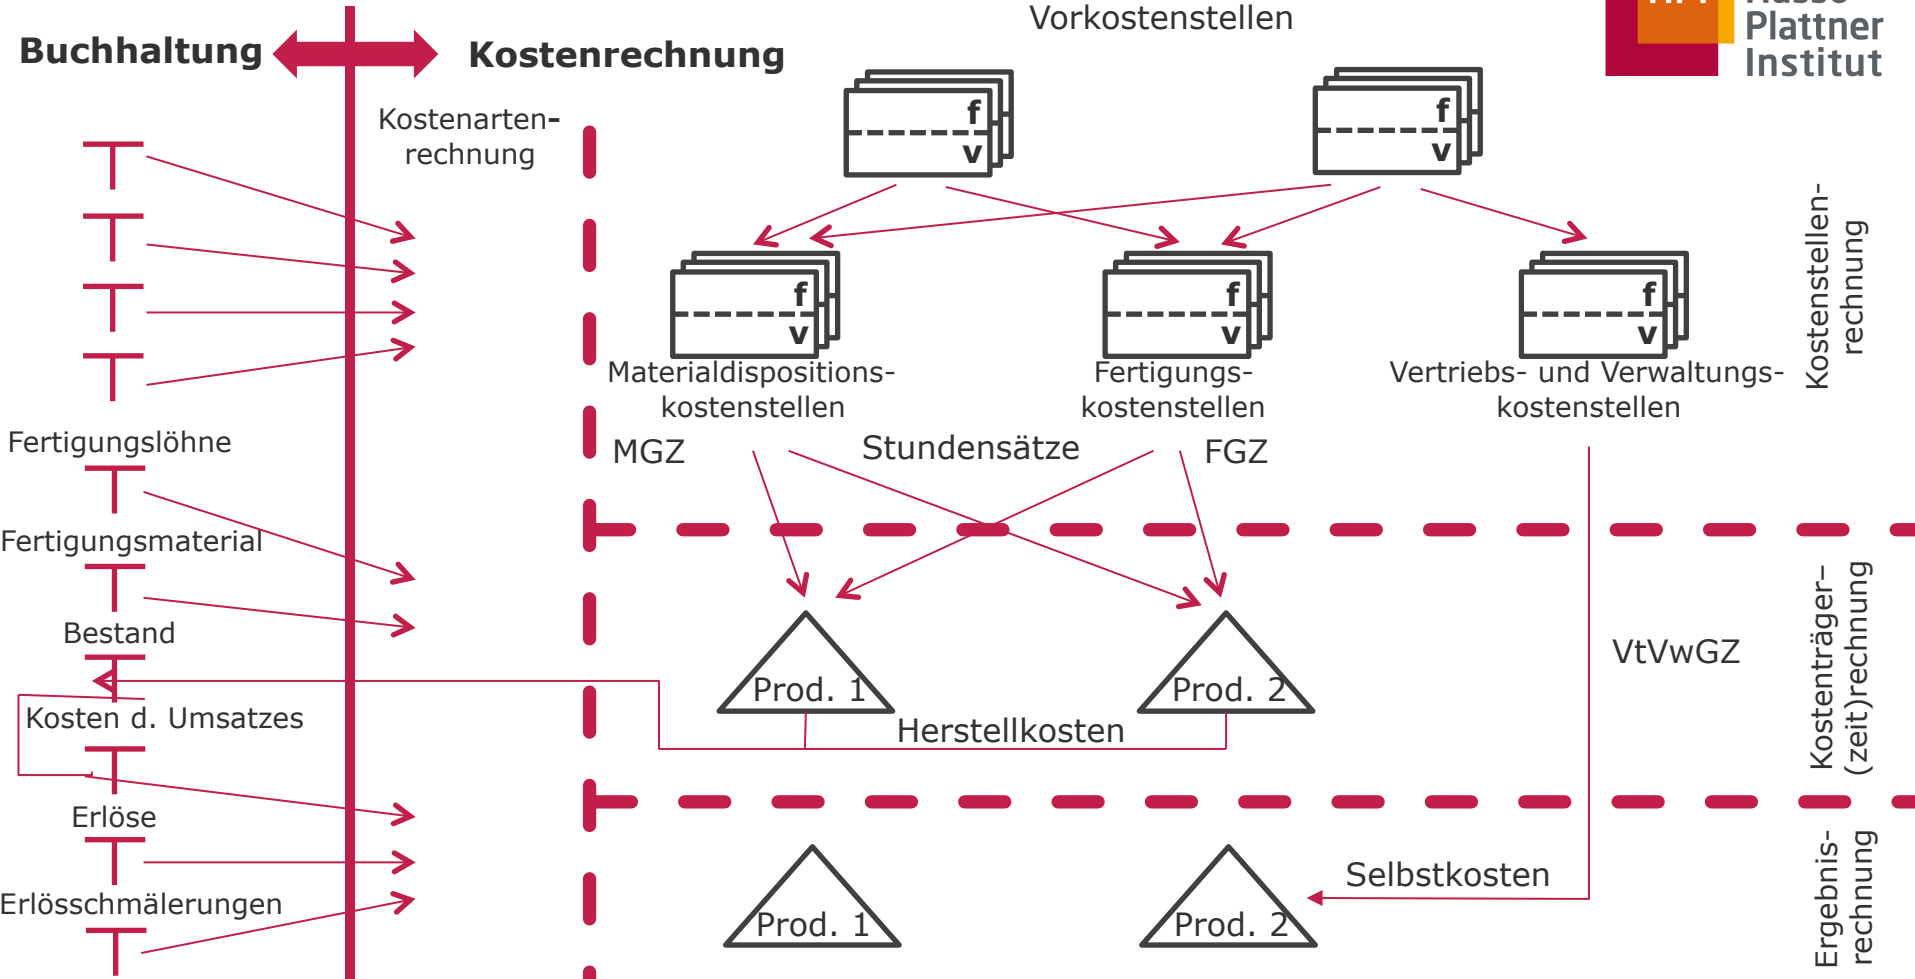 Vorkostenstellen
Plattner
Institut
Buchhaltung
Kostenrechnung
Kostenarten-
rechnung
f
v
f
v
Kostenstellen-
rechnung
f
v
f
v
f
v
Materialdispositions-
kostenstellen
Fertigungs-
kostenstellen
Vertriebs- und Verwaltungs-
kostenstellen
MGZ
Stundensätze
FGZ
Fertigungslöhne
Fertigungsmaterial
Bestand
Kosten d. Umsatzes
Erlöse
Erlösschmälerungen
Prod. 1
Prod. 2
Herstellkosten
VtVwGZ
Kostenträger–
(zeit)rechnung
Prod. 1
Prod. 2
Selbstkosten
Ergebnis-
rechnung